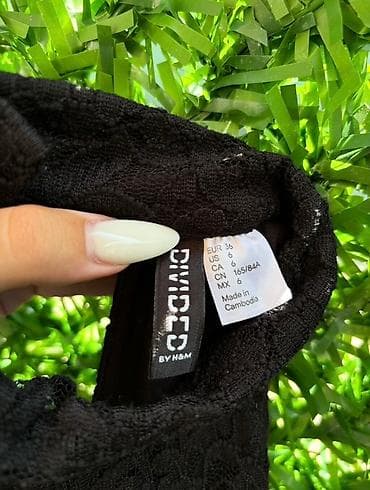 DIVIDED
BY H&M
EUR 36
US 6
CA 6
CN 165/84A
MX 6
Made in
Cambodia